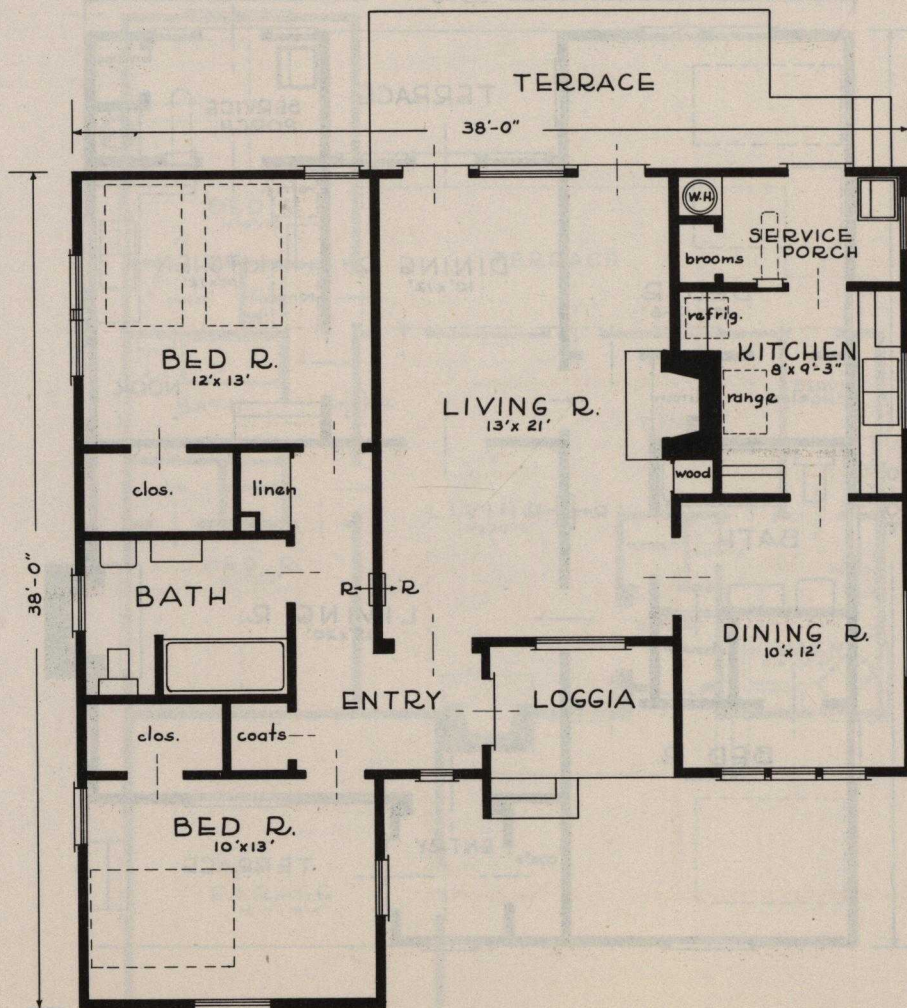 TERRACE
38'-0"
W.H.
SERVICE
PORCH
brooms
refrig.
BED R.
12' x 13'
KITCHEN
8' x 9'-3"
range
LIVING R.
13' x 21'
wood
clos.
linen
38'-0"
BATH
R R
DINING R.
10' x 12'
ENTRY
LOGGIA
clos.
coats
BED R.
10' x 13'